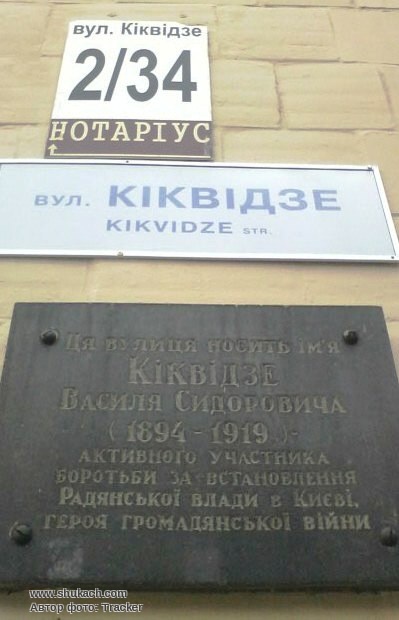 вул. Кіквідзе
2/34
НОТАРІУС
вул. КІКВІДЗЕ
KIKVIDZE STR.
Ця вулиця носить ім'я
Кіквідзе
Василя Сидоровича
(1894-1919)-
активного учасника
боротьби за встановлення
Радянської влади в Києві,
героя громадянської війни
www.shukach.com
Автор фото: Tracker